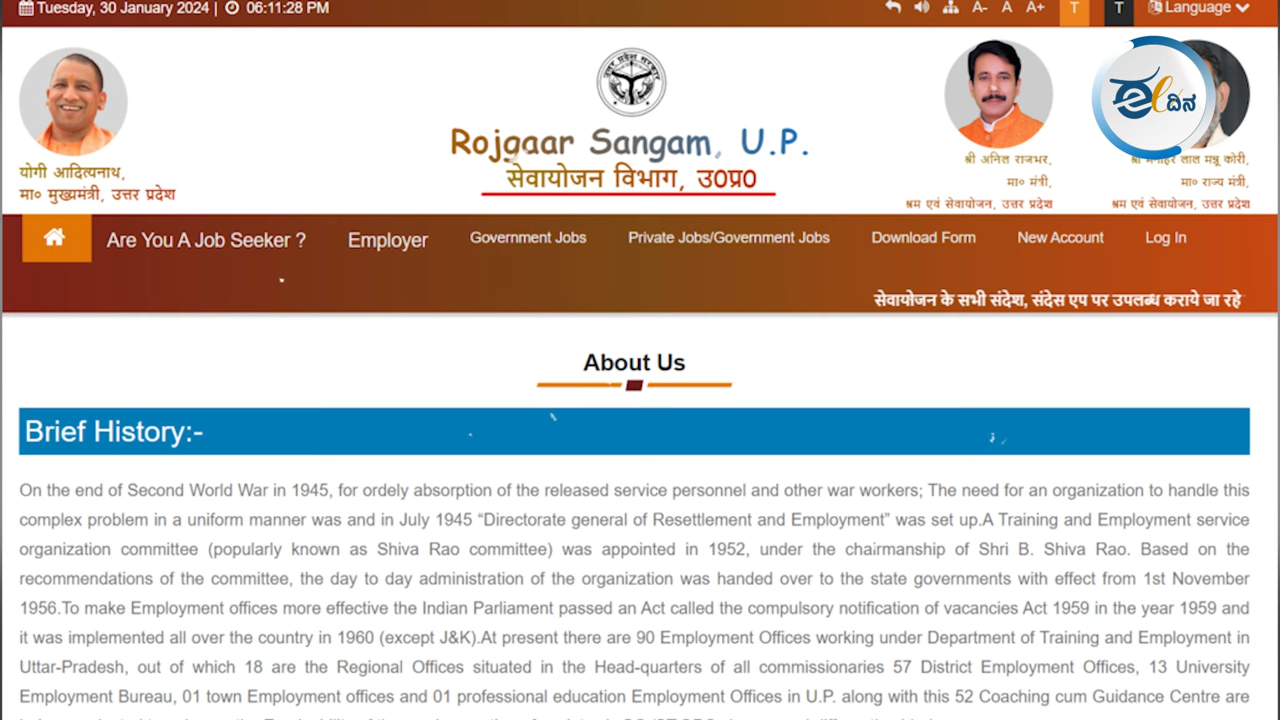 Tuesday, 30 January 2024 | 06:11:28 PM A- A A+ T T Language
उत्तर प्रदेश सरकार
Rojgaar Sangam, U.P.
सेवायोजन विभाग, उ0प्र0
योगी आदित्यनाथ,
मा० मुख्यमंत्री, उत्तर प्रदेश
श्री अनिल राजभर,
मा० मंत्री,
श्रम एवं सेवायोजन, उत्तर प्रदेश
el ದಿನ
श्री मनोहर लाल मन्नू कोरी,
मा० राज्य मंत्री,
श्रम एवं सेवायोजन, उत्तर प्रदेश
Are You A Job Seeker ? Employer Government Jobs Private Jobs/Government Jobs Download Form New Account Log In
सेवायोजन के सभी संदेश, संदेस एप पर उपलब्ध कराये जा रहे
About Us
Brief History:-
On the end of Second World War in 1945, for ordely absorption of the released service personnel and other war workers; The need for an organization to handle this
complex problem in a uniform manner was and in July 1945 “Directorate general of Resettlement and Employment” was set up.A Training and Employment service
organization committee (popularly known as Shiva Rao committee) was appointed in 1952, under the chairmanship of Shri B. Shiva Rao. Based on the
recommendations of the committee, the day to day administration of the organization was handed over to the state governments with effect from 1st November
1956.To make Employment offices more effective the Indian Parliament passed an Act called the compulsory notification of vacancies Act 1959 in the year 1959 and
it was implemented all over the country in 1960 (except J&K).At present there are 90 Employment Offices working under Department of Training and Employment in
Uttar-Pradesh, out of which 18 are the Regional Offices situated in the Head-quarters of all commissionaries 57 District Employment Offices, 13 University
Employment Bureau, 01 town Employment offices and 01 professional education Employment Offices in U.P. along with this 52 Coaching cum Guidance Centre are